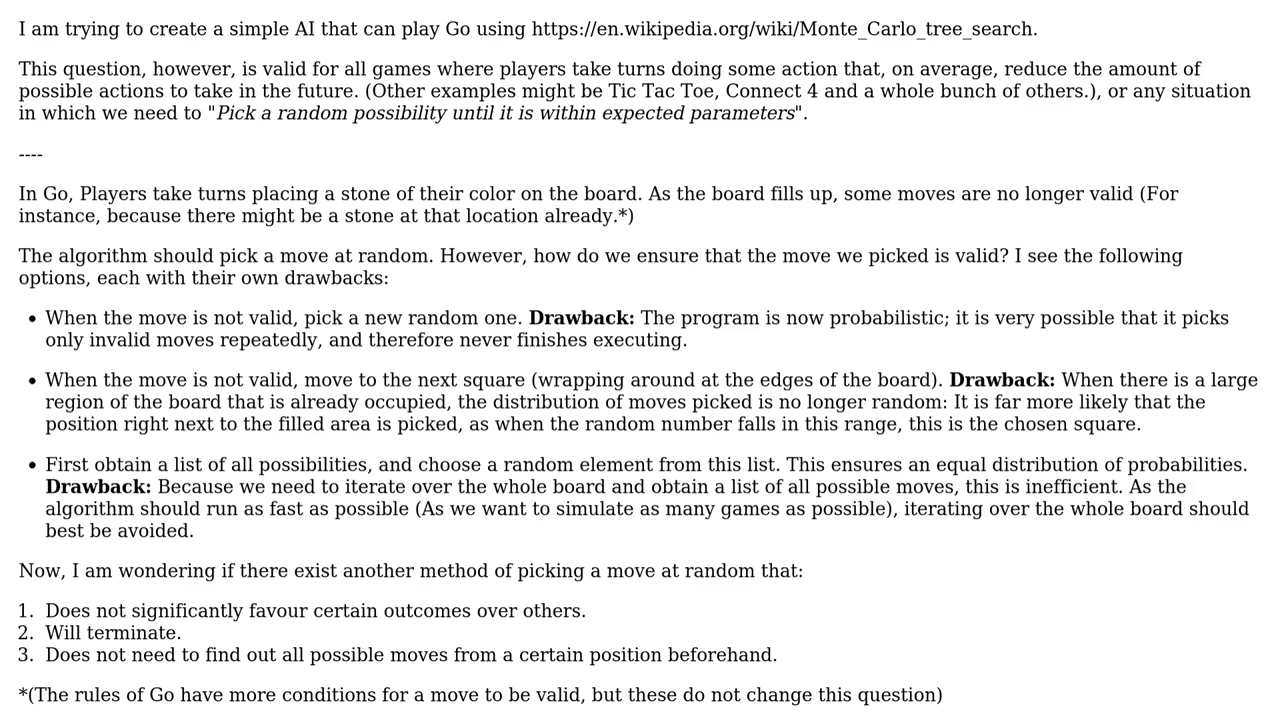 I am trying to create a simple AI that can play Go using https://en.wikipedia.org/wiki/Monte_Carlo_tree_search.
This question, however, is valid for all games where players take turns doing some action that, on average, reduce the amount of
possible actions to take in the future. (Other examples might be Tic Tac Toe, Connect 4 and a whole bunch of others.), or any situation
in which we need to "Pick a random possibility until it is within expected parameters".
----
In Go, Players take turns placing a stone of their color on the board. As the board fills up, some moves are no longer valid (For
instance, because there might be a stone at that location already.*)
The algorithm should pick a move at random. However, how do we ensure that the move we picked is valid? I see the following
options, each with their own drawbacks:
• When the move is not valid, pick a new random one. Drawback: The program is now probabilistic; it is very possible that it picks
only invalid moves repeatedly, and therefore never finishes executing.
• When the move is not valid, move to the next square (wrapping around at the edges of the board). Drawback: When there is a large
region of the board that is already occupied, the distribution of moves picked is no longer random: It is far more likely that the
position right next to the filled area is picked, as when the random number falls in this range, this is the chosen square.
• First obtain a list of all possibilities, and choose a random element from this list. This ensures an equal distribution of probabilities.
Drawback: Because we need to iterate over the whole board and obtain a list of all possible moves, this is inefficient. As the
algorithm should run as fast as possible (As we want to simulate as many games as possible), iterating over the whole board should
best be avoided.
Now, I am wondering if there exist another method of picking a move at random that:
1. Does not significantly favour certain outcomes over others.
2. Will terminate.
3. Does not need to find out all possible moves from a certain position beforehand.
*(The rules of Go have more conditions for a move to be valid, but these do not change this question)